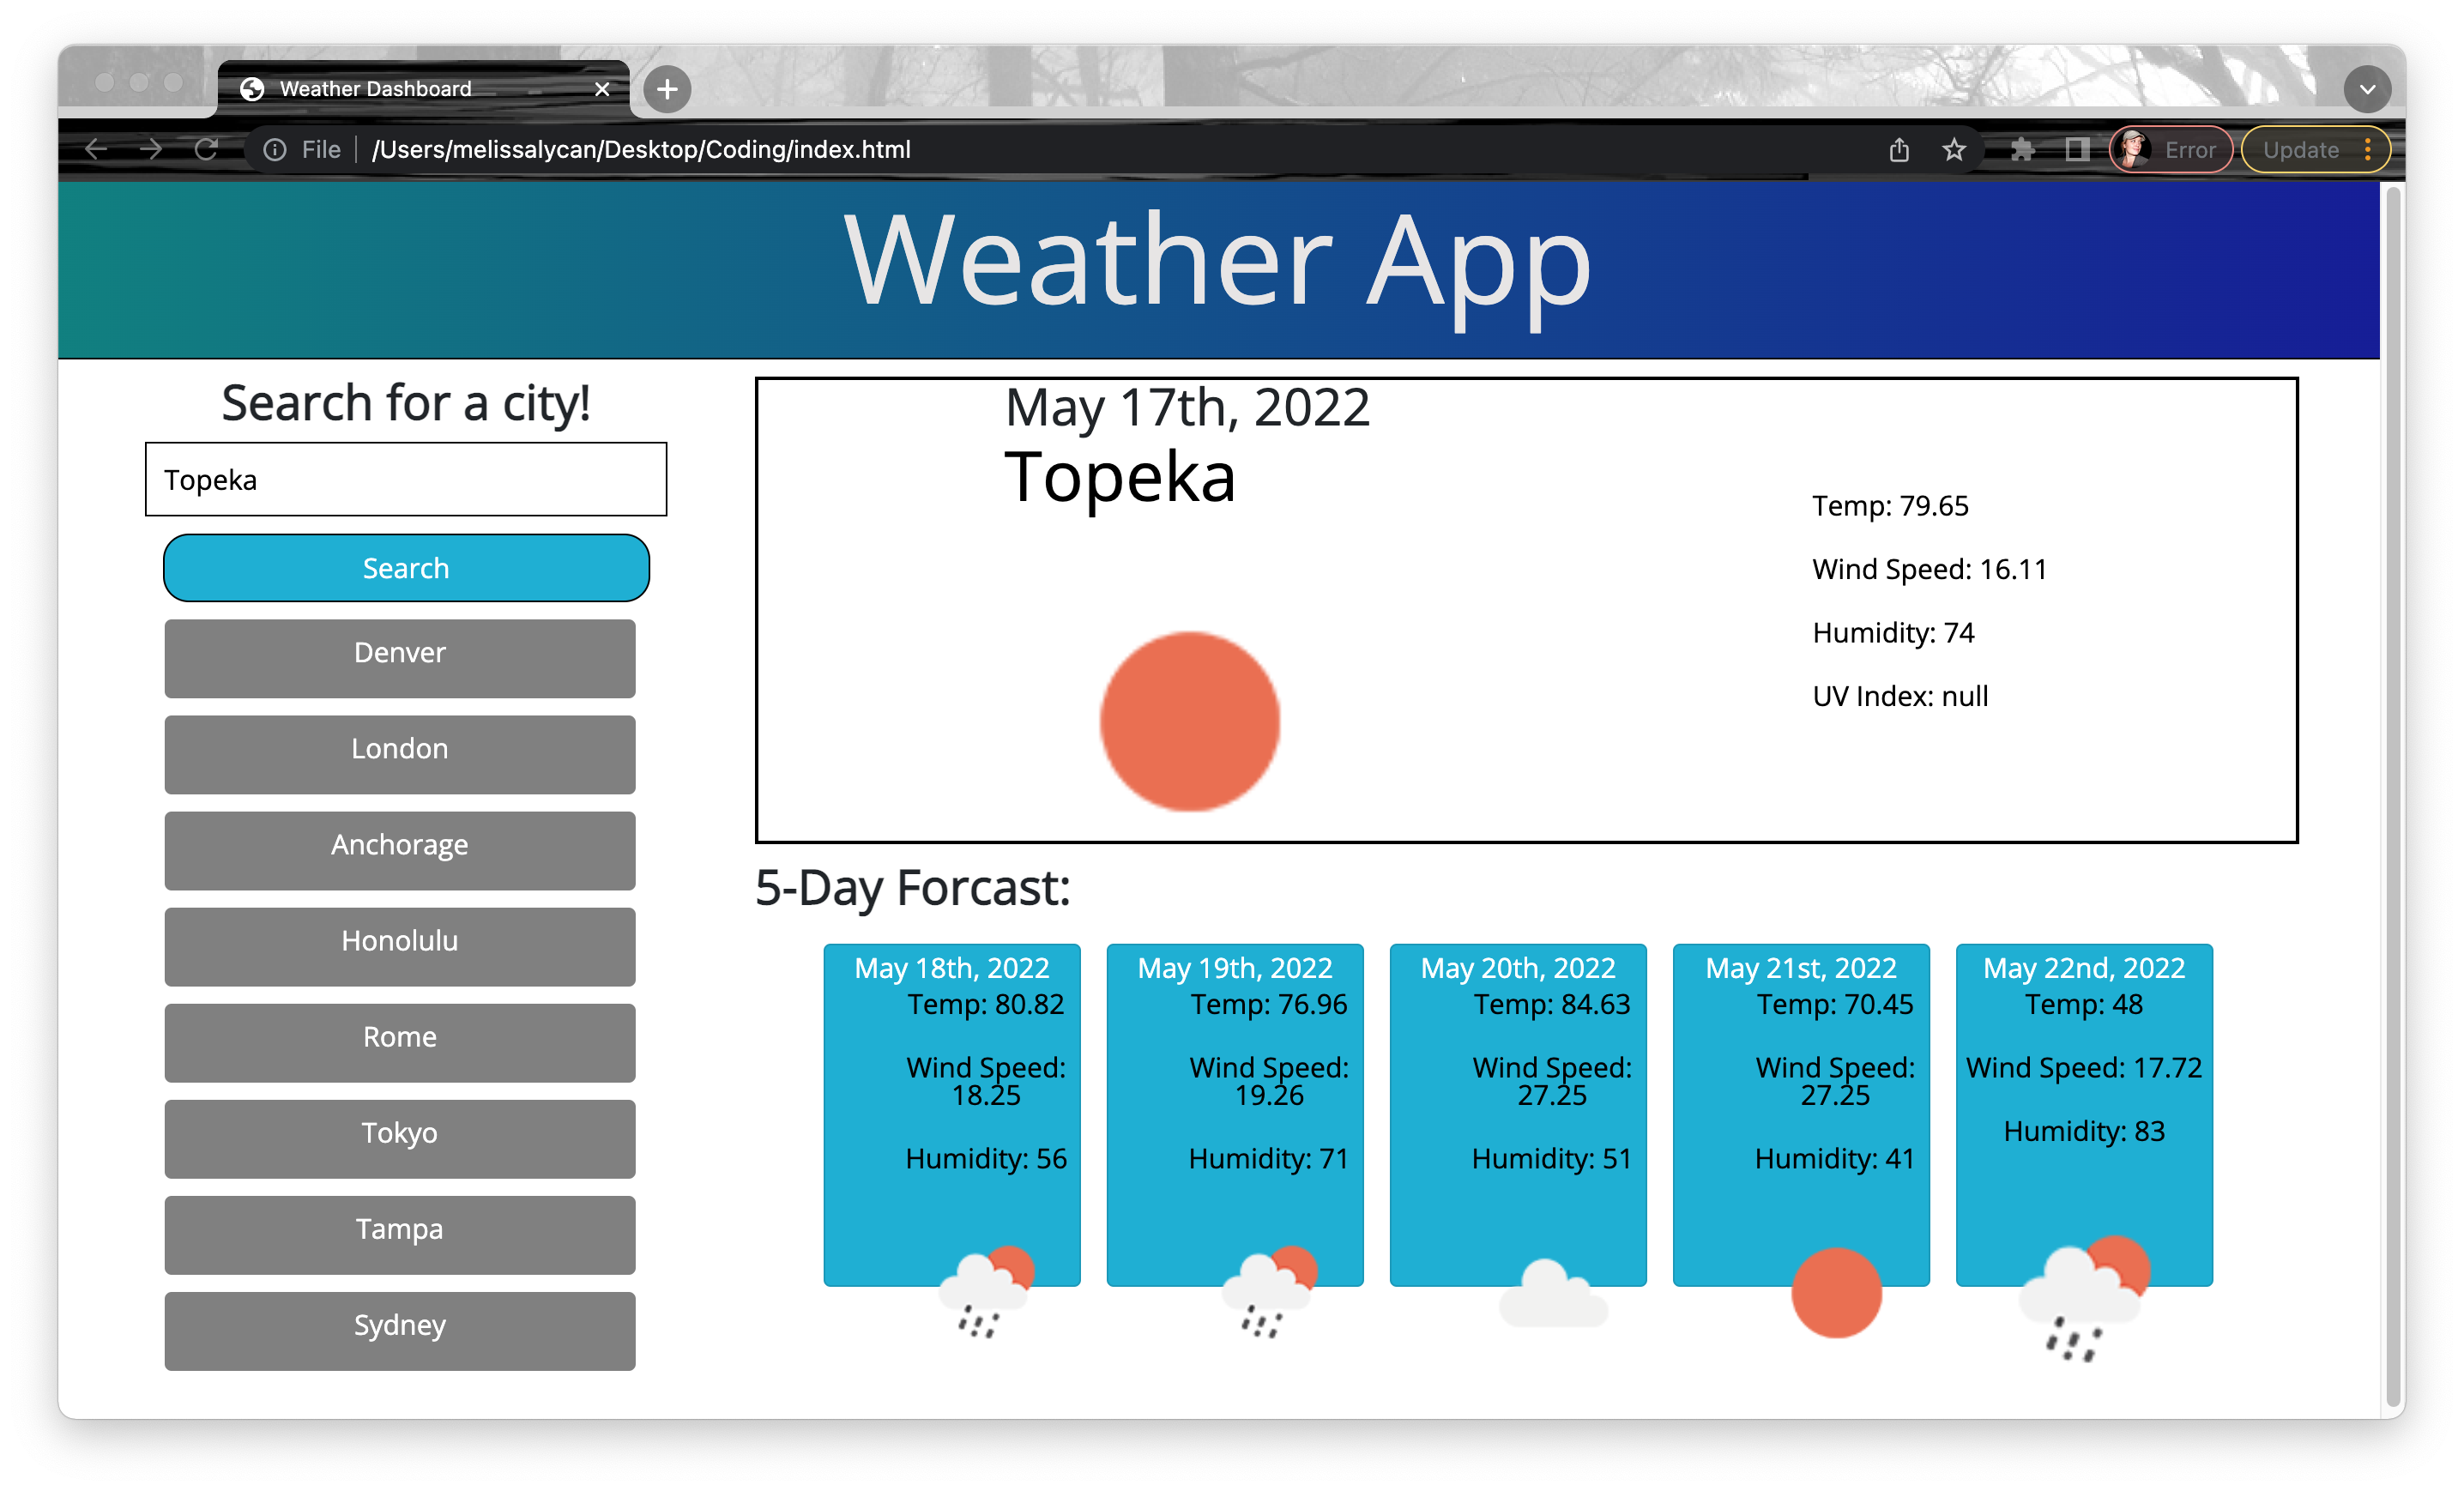 Weather Dashboard
File
/Users/melissalycan/Desktop/Coding/index.html
Error
Update
Weather App
Search for a city!
Topeka
Search
Denver
London
Anchorage
Honolulu
Rome
Tokyo
Tampa
Sydney
May 17th, 2022
Topeka
Temp: 79.65
Wind Speed: 16.11
Humidity: 74
UV Index: null
5-Day Forcast:
May 18th, 2022
Temp: 80.82
Wind Speed:
18.25
Humidity: 56
May 19th, 2022
Temp: 76.96
Wind Speed:
19.26
Humidity: 71
May 20th, 2022
Temp: 84.63
Wind Speed:
27.25
Humidity: 51
May 21st, 2022
Temp: 70.45
Wind Speed:
27.25
Humidity: 41
May 22nd, 2022
Temp: 48
Wind Speed: 17.72
Humidity: 83